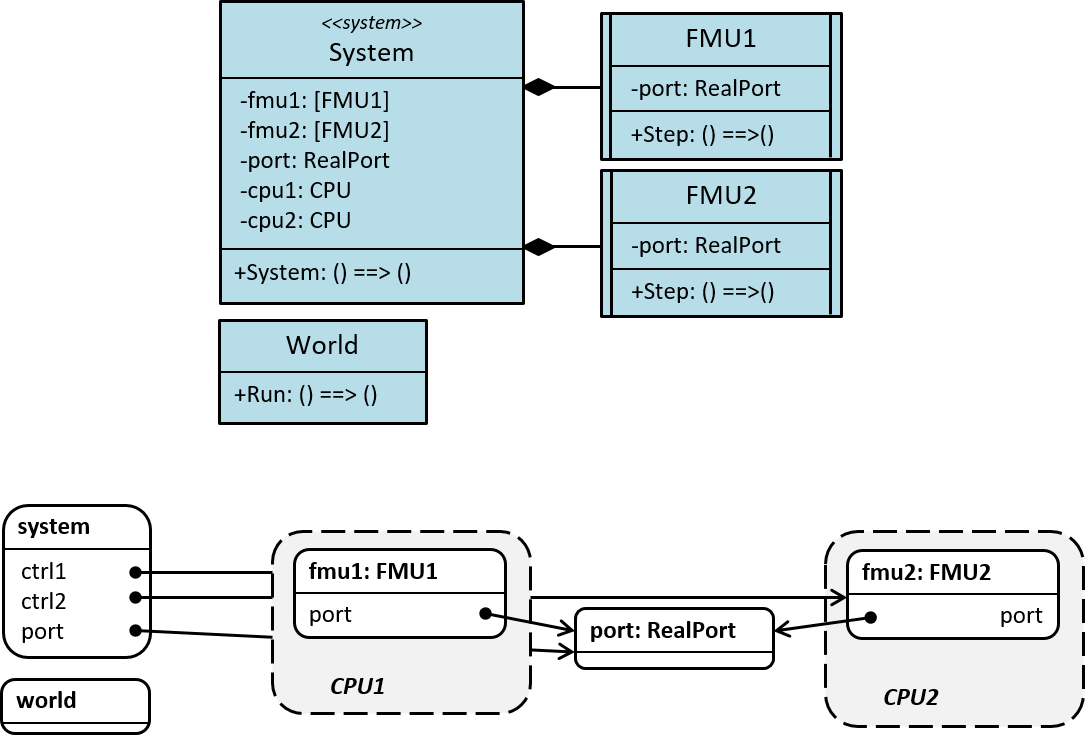 <<system>>
System
-fmu1: [FMU1]
-fmu2: [FMU2]
-port: RealPort
-cpu1: CPU
-cpu2: CPU
+System: () ==> ()
FMU1
-port: RealPort
+Step: () ==>()
FMU2
-port: RealPort
+Step: () ==>()
World
+Run: () ==> ()
system
ctrl1
ctrl2
port
world
fmu1: FMU1
port
CPU1
port: RealPort
fmu2: FMU2
port
CPU2